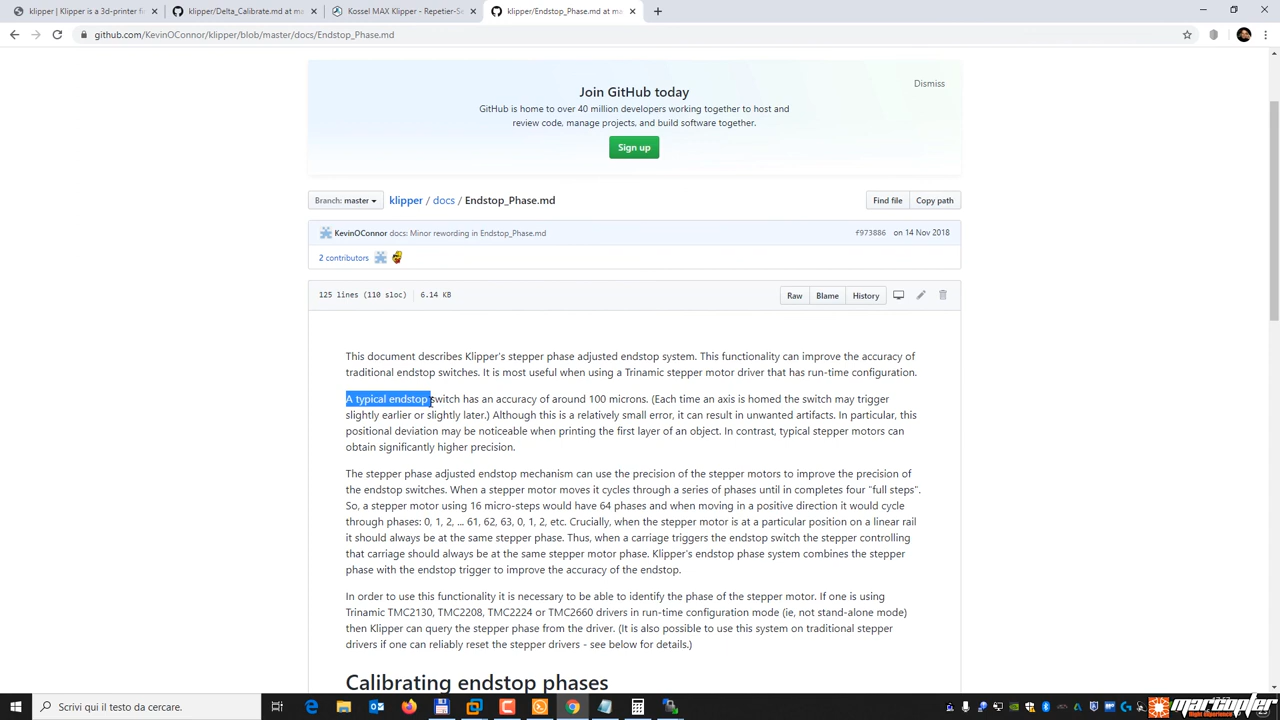 klipper | Klipper is a 3d-printer fi
klipper/Delta_Calibrate.md at ma
Kossel MAX Klipper - Repetier-Se
klipper/Endstop_Phase.md at ma
github.com/KevinOConnor/klipper/blob/master/docs/Endstop_Phase.md
Join GitHub today
Dismiss
GitHub is home to over 40 million developers working together to host and
review code, manage projects, and build software together.
Sign up
Branch: master
klipper / docs / Endstop_Phase.md
Find file
Copy path
KevinOConnor docs: Minor rewording in Endstop_Phase.md
f973886 on 14 Nov 2018
2 contributors
125 lines (110 sloc) 6.14 KB
Raw
Blame
History
This document describes Klipper's stepper phase adjusted endstop system. This functionality can improve the accuracy of
traditional endstop switches. It is most useful when using a Trinamic stepper motor driver that has run-time configuration.
A typical endstop switch has an accuracy of around 100 microns. (Each time an axis is homed the switch may trigger
slightly earlier or slightly later.) Although this is a relatively small error, it can result in unwanted artifacts. In particular, this
positional deviation may be noticeable when printing the first layer of an object. In contrast, typical stepper motors can
obtain significantly higher precision.
The stepper phase adjusted endstop mechanism can use the precision of the stepper motors to improve the precision of
the endstop switches. When a stepper motor moves it cycles through a series of phases until in completes four "full steps".
So, a stepper motor using 16 micro-steps would have 64 phases and when moving in a positive direction it would cycle
through phases: 0, 1, 2, ... 61, 62, 63, 0, 1, 2, etc. Crucially, when the stepper motor is at a particular position on a linear rail
it should always be at the same stepper phase. Thus, when a carriage triggers the endstop switch the stepper controlling
that carriage should always be at the same stepper motor phase. Klipper's endstop phase system combines the stepper
phase with the endstop trigger to improve the accuracy of the endstop.
In order to use this functionality it is necessary to be able to identify the phase of the stepper motor. If one is using
Trinamic TMC2130, TMC2208, TMC2224 or TMC2660 drivers in run-time configuration mode (ie, not stand-alone mode)
then Klipper can query the stepper phase from the driver. (It is also possible to use this system on traditional stepper
drivers if one can reliably reset the stepper drivers - see below for details.)
Calibrating endstop phases
Scrivi qui il testo da cercare.
marcopter